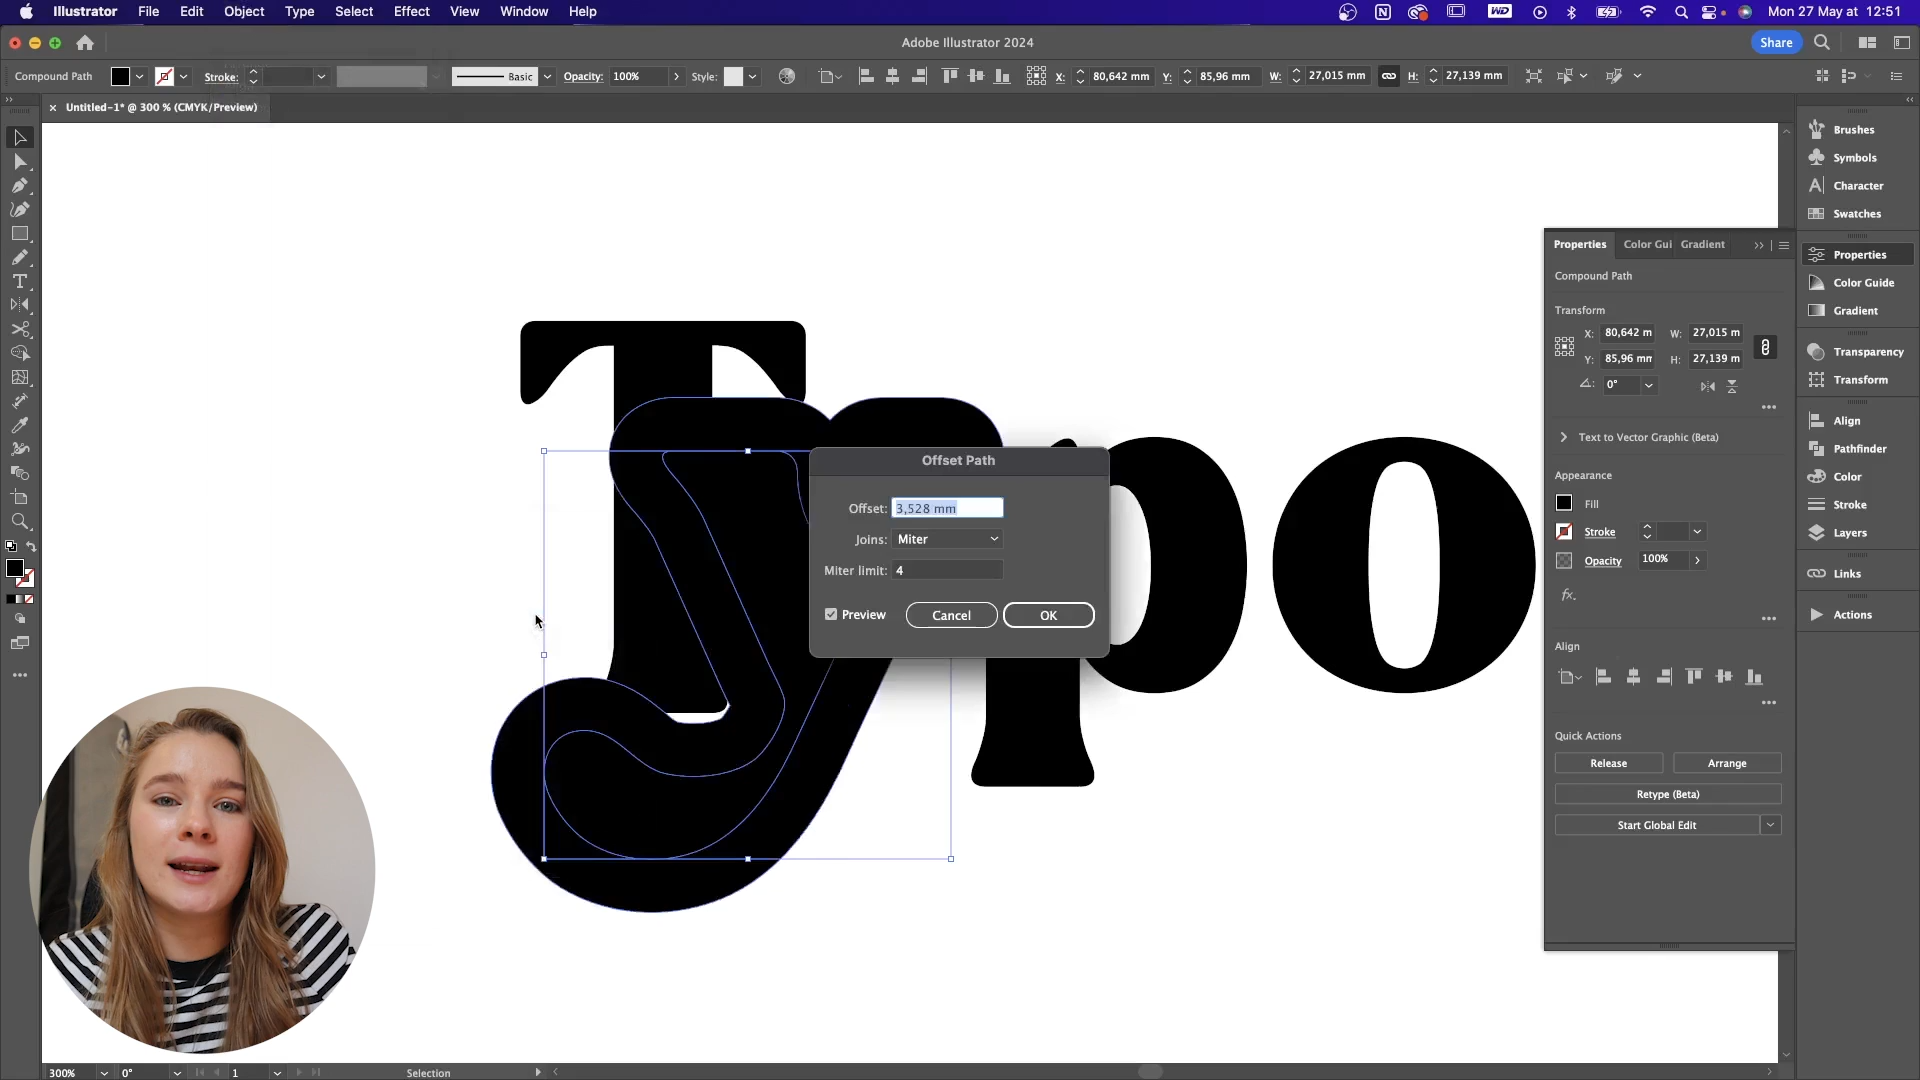 Illustrator File Edit Object Type Select Effect View Window Help
WD
Mon 27 May at 12:51
Adobe Illustrator 2024
Share
Compound Path
Stroke:
Basic
Opacity: 100%
Style:
X: 80,642 mm Y: 85,96 mm W: 27,015 mm H: 27,139 mm
× Untitled-1* @ 300 % (CMYK/Preview)
Typo
Offset Path
Offset: 3,528 mm
Joins: Miter
Miter limit: 4
Preview Cancel OK
Properties Color Gui Gradient
Compound Path
Transform
X: 80,642 m W: 27,015 m
Y: 85,96 mm H: 27,139 m
0°
Text to Vector Graphic (Beta)
Appearance
Fill
Stroke
Opacity 100%
fx.
Align
Quick Actions
Release Arrange
Retype (Beta)
Start Global Edit
Brushes
Symbols
Character
Swatches
Properties
Color Guide
Gradient
Transparency
Transform
Align
Pathfinder
Color
Stroke
Layers
Links
Actions
300% 0° 1 Selection